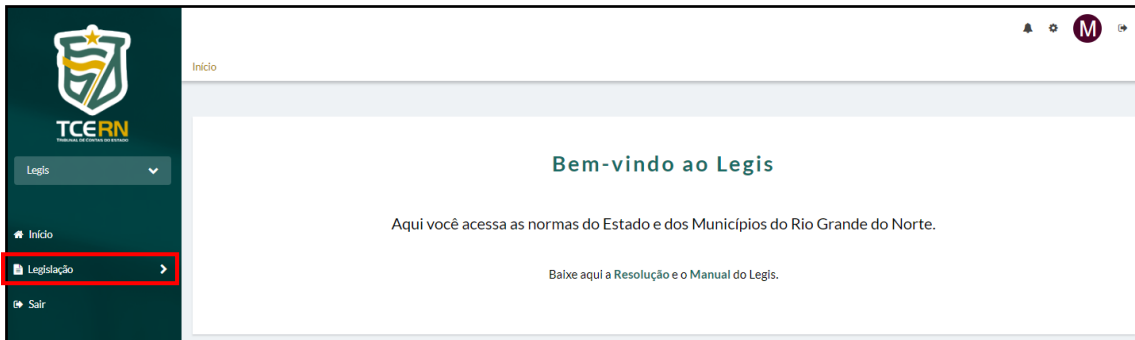 TCERN
TRIBUNAL DE CONTAS DO ESTADO
Legis
Início
Legislação
Sair
M
Início
Bem-vindo ao Legis
Aqui você acessa as normas do Estado e dos Municípios do Rio Grande do Norte.
Baixe aqui a Resolução e o Manual do Legis.